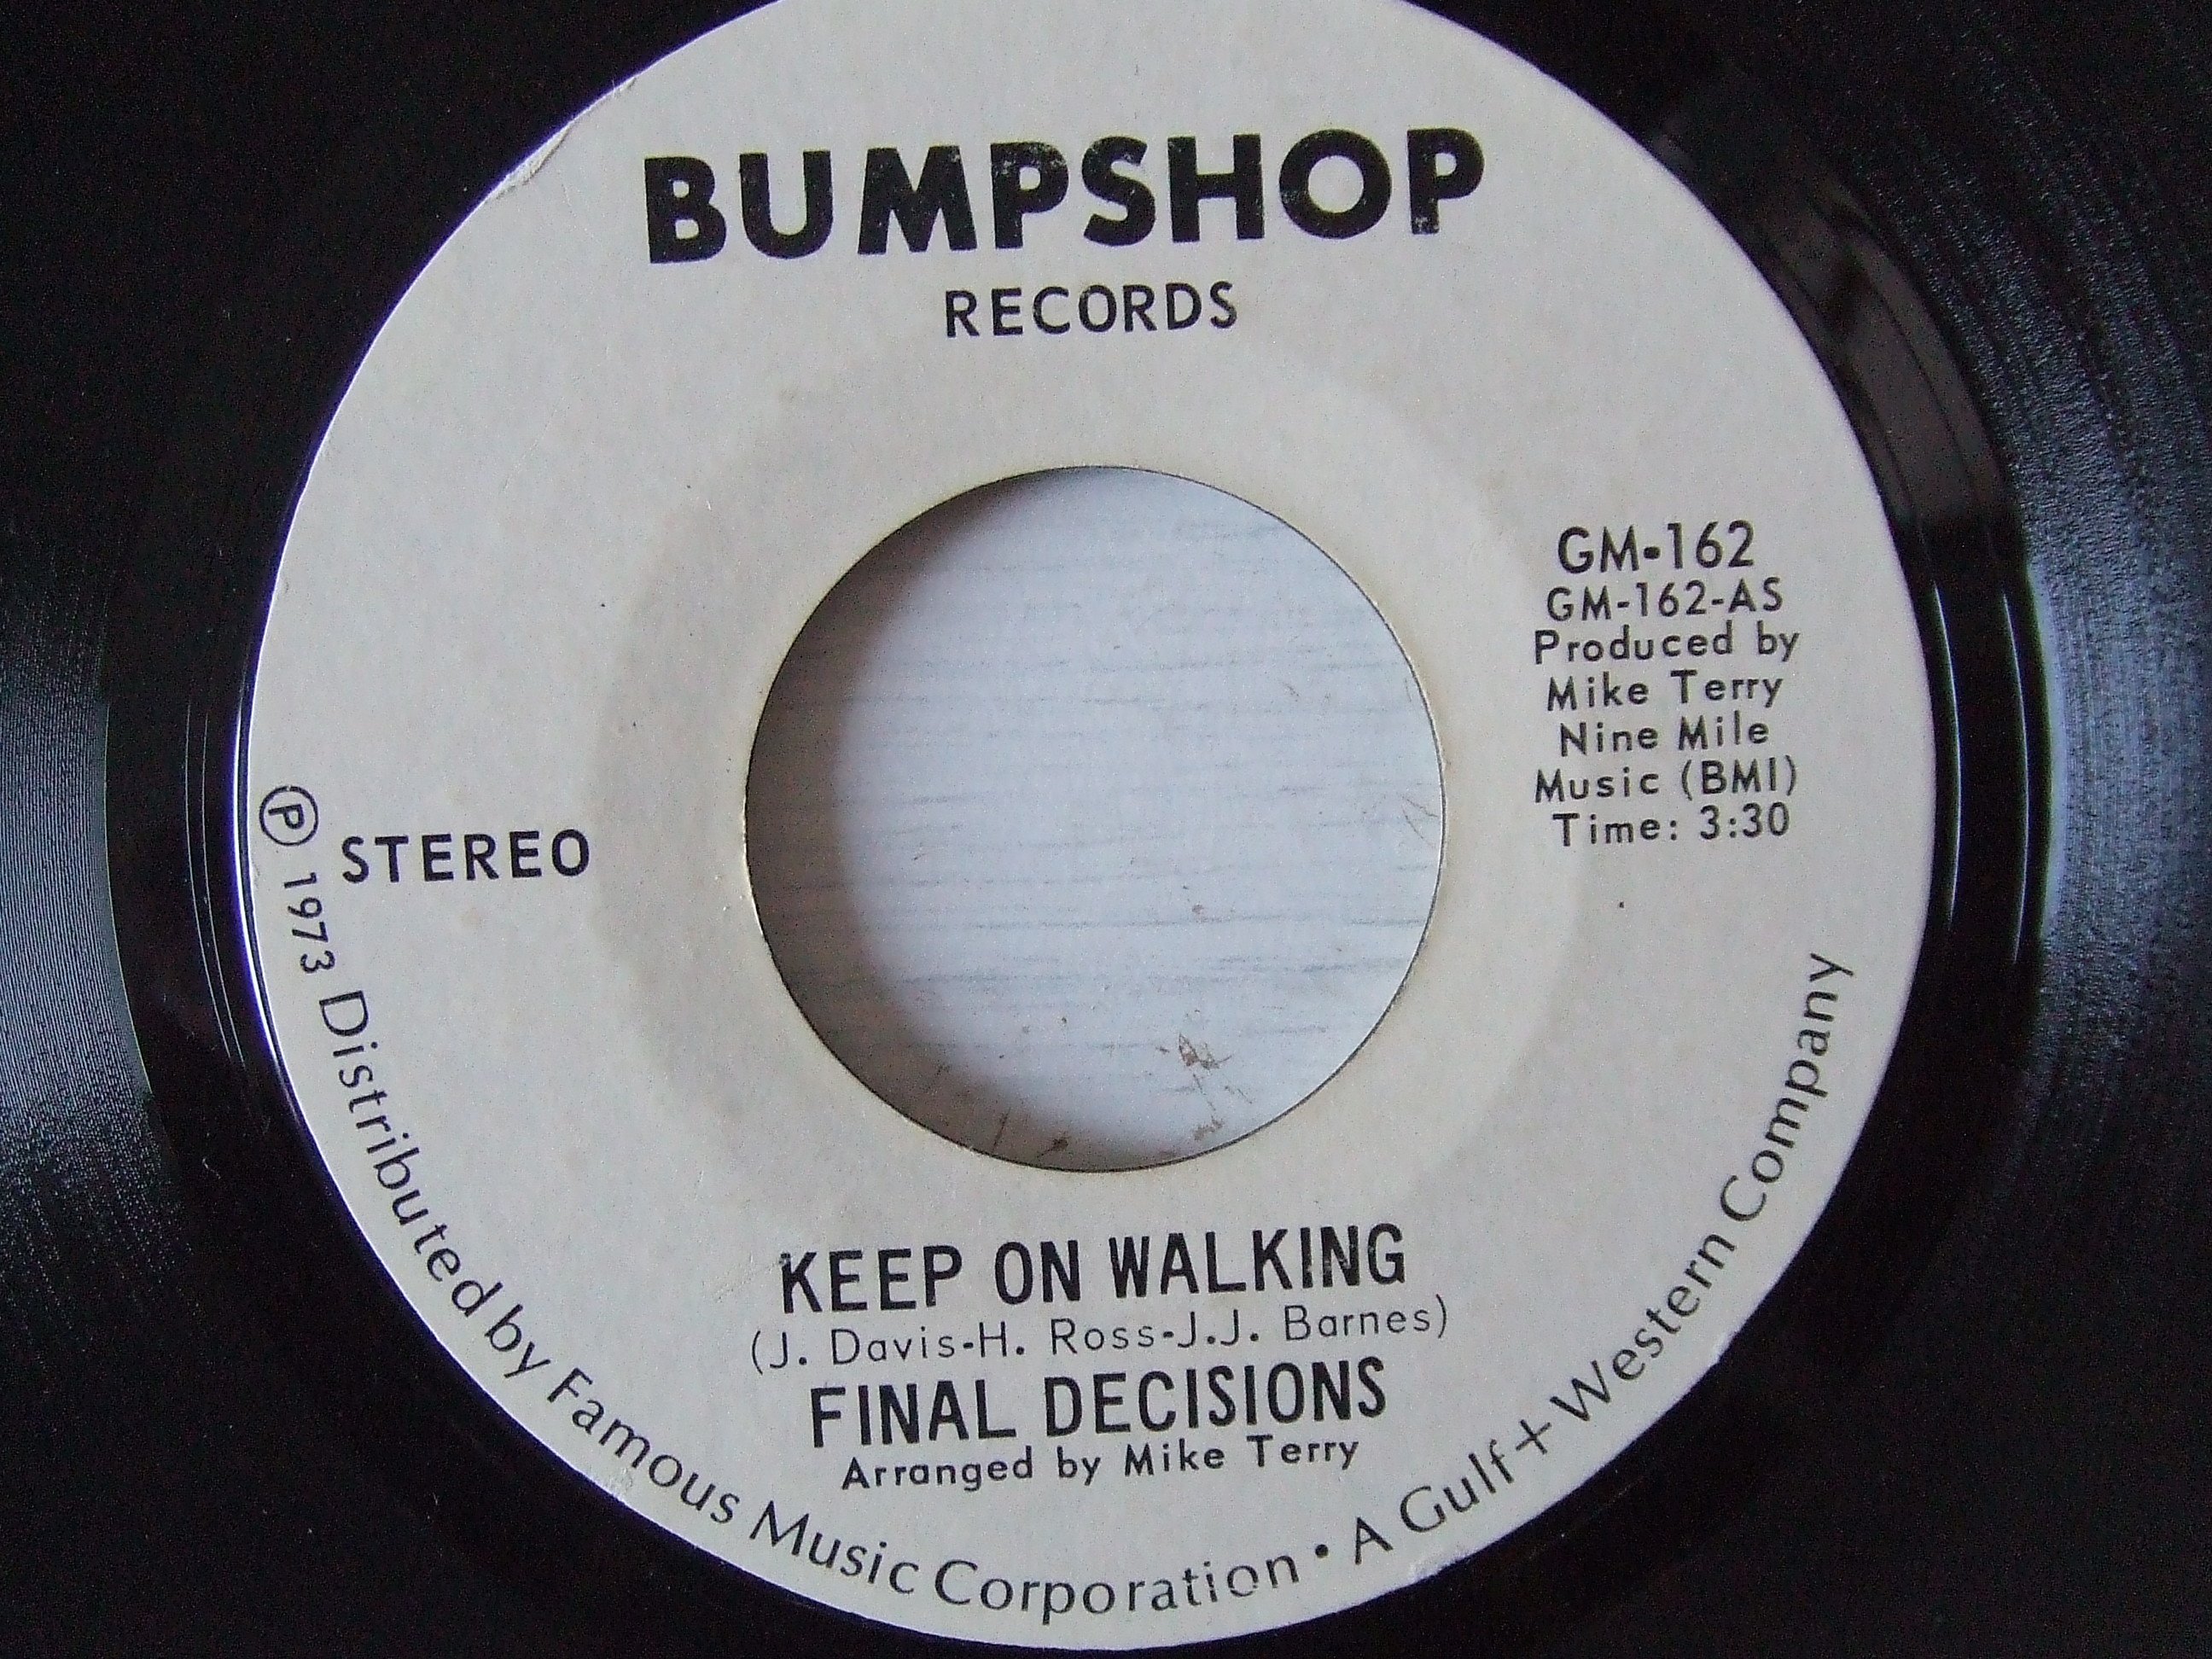 BUMPSHOP
RECORDS
GM-162
GM-162-AS
Produced by
Mike Terry
Nine Mile
Music (BMI)
Time: 3:30
STEREO
KEEP ON WALKING
(J. Davis-H. Ross-J.J. Barnes)
FINAL DECISIONS
Arranged by Mike Terry
Ⓟ 1973 Distributed by Famous Music Corporation • A Gulf + Western Company